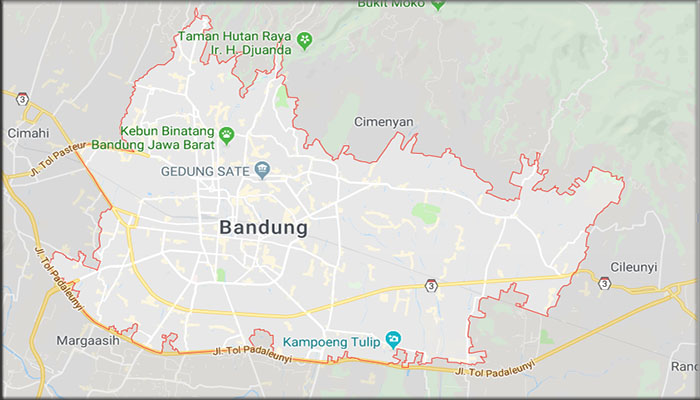 Bukit Moko
Taman Hutan Raya
Ir. H. Djuanda
3
Cimahi
Cimenyan
Kebun Binatang
Bandung Jawa Barat
Jl. Tol Pasteur
GEDUNG SATE
Bandung
Jl. Tol Padaleunyi
Cileunyi
3
3
Margaasih
Jl. Tol Padaleunyi
Kampoeng Tulip
Jl. Tol Padaleunyi
Ranc